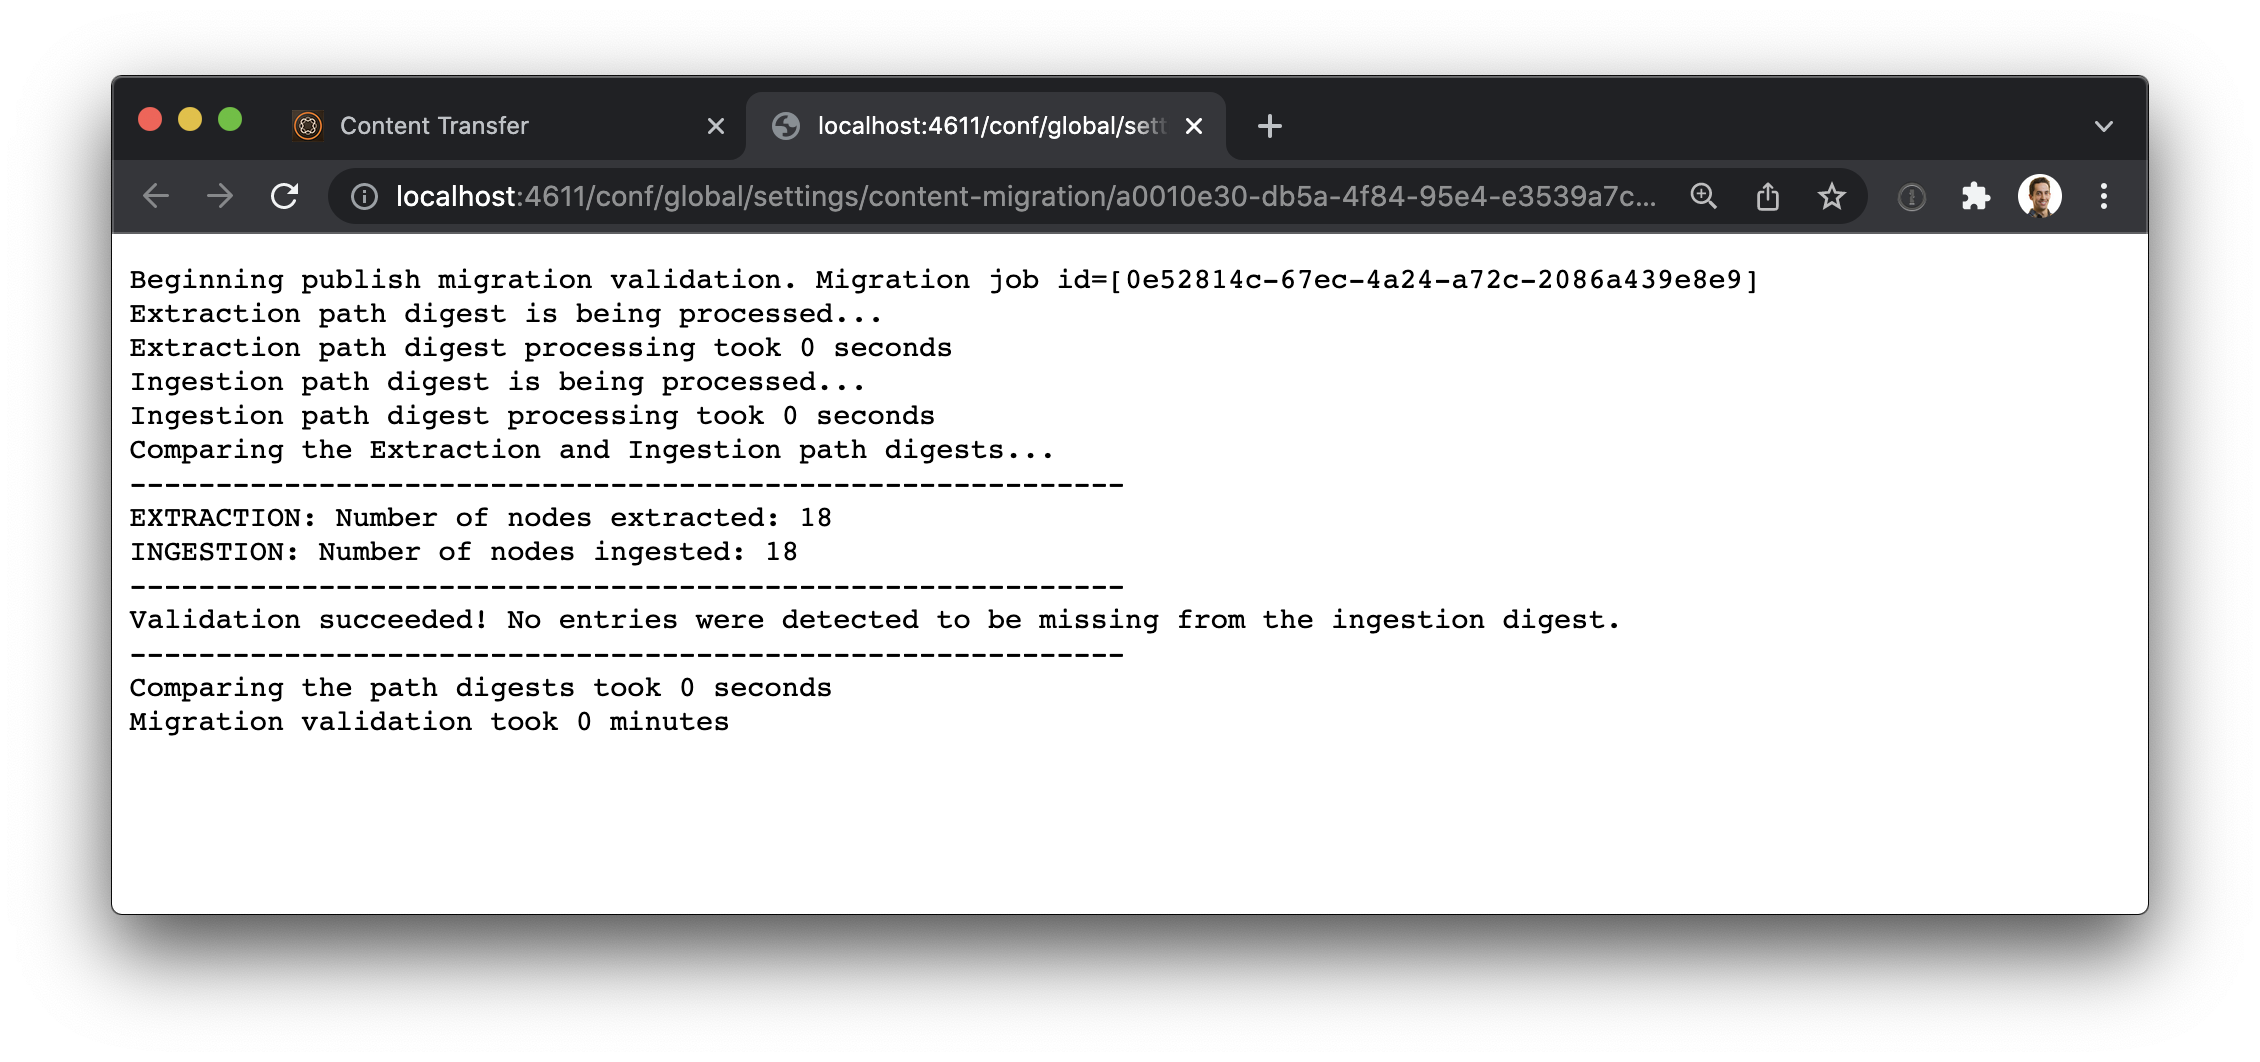 Content Transfer
localhost:4611/conf/global/sett
localhost:4611/conf/global/settings/content-migration/a0010e30-db5a-4f84-95e4-e3539a7c...
Beginning publish migration validation. Migration job id=[0e52814c-67ec-4a24-a72c-2086a439e8e9]
Extraction path digest is being processed...
Extraction path digest processing took 0 seconds
Ingestion path digest is being processed...
Ingestion path digest processing took 0 seconds
Comparing the Extraction and Ingestion path digests...
----------------------------------------------------------
EXTRACTION: Number of nodes extracted: 18
INGESTION: Number of nodes ingested: 18
----------------------------------------------------------
Validation succeeded! No entries were detected to be missing from the ingestion digest.
----------------------------------------------------------
Comparing the path digests took 0 seconds
Migration validation took 0 minutes